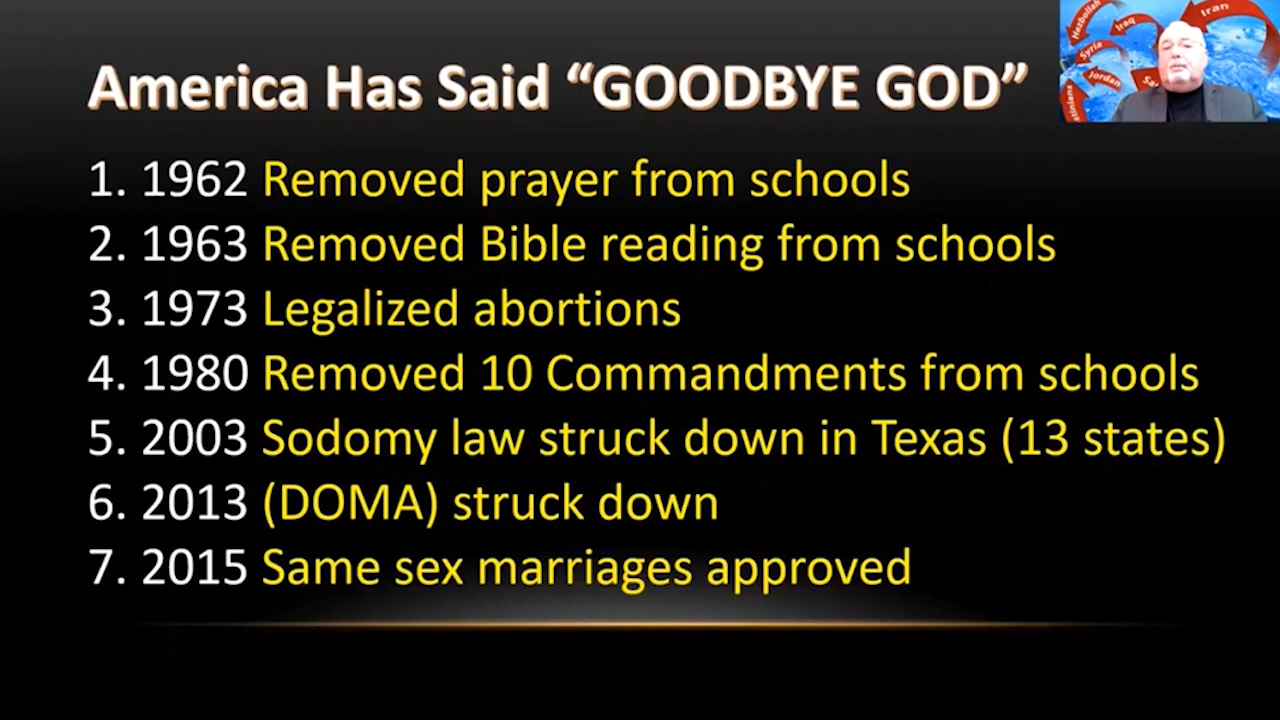 America Has Said “GOODBYE GOD”
1. 1962 Removed prayer from schools
2. 1963 Removed Bible reading from schools
3. 1973 Legalized abortions
4. 1980 Removed 10 Commandments from schools
5. 2003 Sodomy law struck down in Texas (13 states)
6. 2013 (DOMA) struck down
7. 2015 Same sex marriages approved
Hezbollah
Iraq
Iran
Syria
Jordan